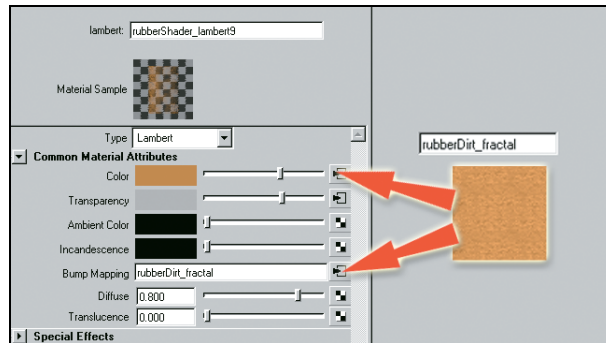 lambert: rubberShader_lambert9
Material Sample
Type Lambert
Common Material Attributes
Color
Transparency
Ambient Color
Incandescence
Bump Mapping rubberDirt_fractal
Diffuse 0.800
Translucence 0.000
Special Effects
rubberDirt_fractal